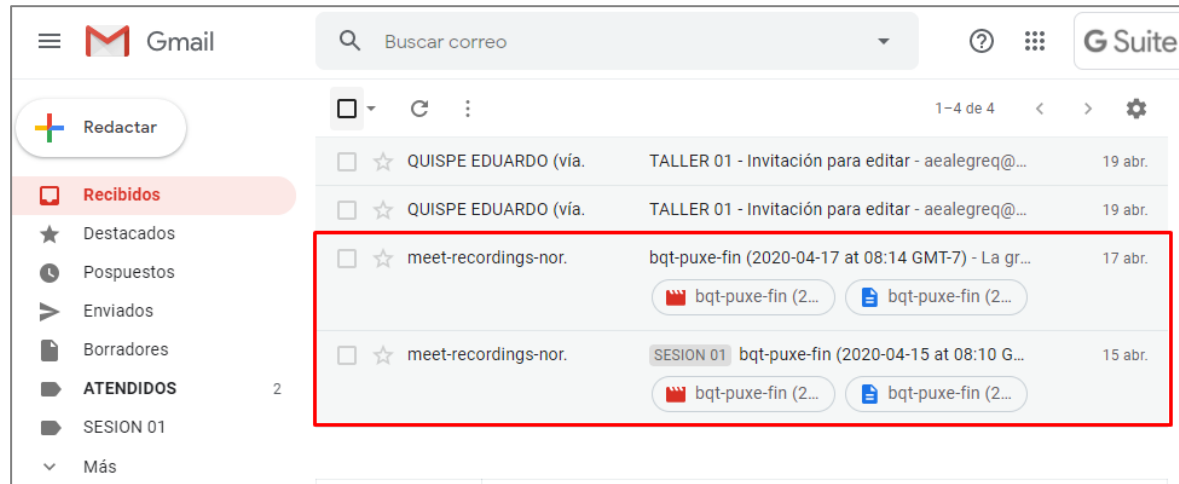 Gmail
Buscar correo
G Suite
Redactar
1–4 de 4
QUISPE EDUARDO (vía. TALLER 01 - Invitación para editar - aealegreq@... 19 abr.
Recibidos
QUISPE EDUARDO (vía. TALLER 01 - Invitación para editar - aealegreq@... 19 abr.
Destacados
meet-recordings-nor. bqt-puxe-fin (2020-04-17 at 08:14 GMT-7) - La gr... 17 abr.
Pospuestos
bqt-puxe-fin (2... bqt-puxe-fin (2...
Enviados
Borradores
meet-recordings-nor. SESION 01 bqt-puxe-fin (2020-04-15 at 08:10 G... 15 abr.
ATENDIDOS 2
bqt-puxe-fin (2... bqt-puxe-fin (2...
SESION 01
Más